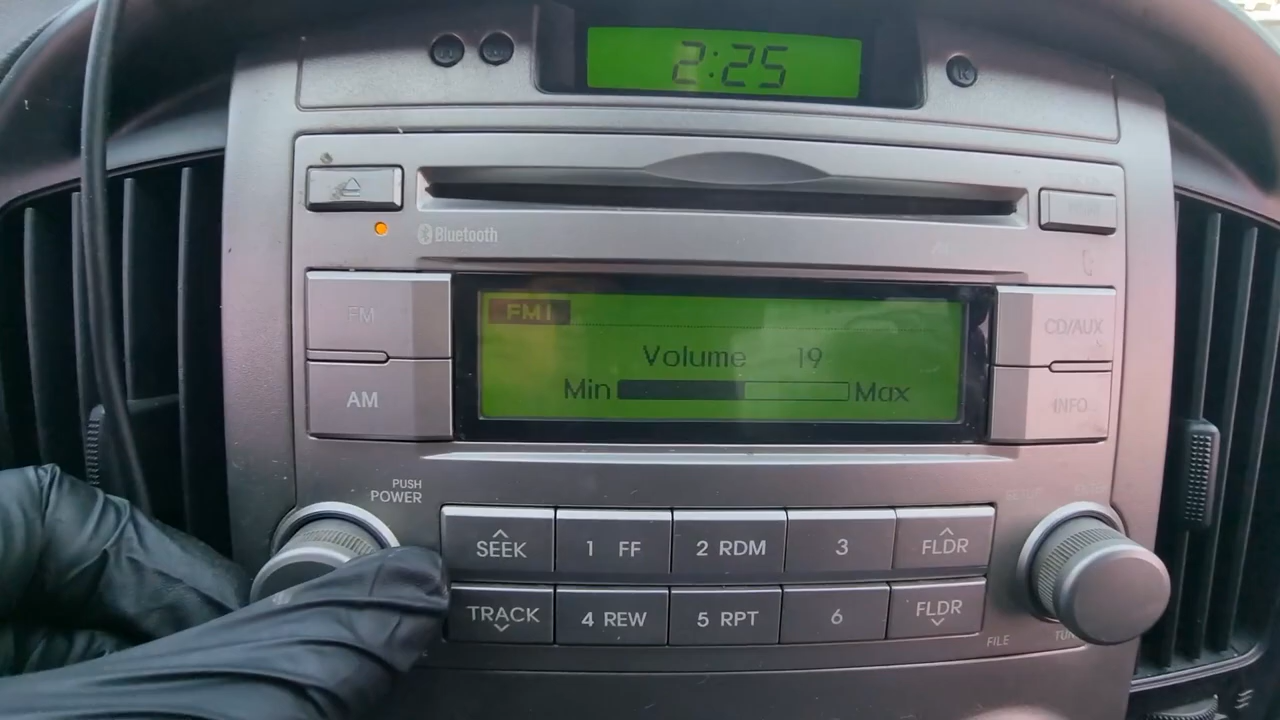 2:25
Bluetooth
FM
FM1
CD/AUX
Volume 19
Min Max
AM
INFO
PUSH
POWER
SEEK
1 FF
2 RDM
3
FLDR
TRACK
4 REW
5 RPT
6
FLDR
FILE